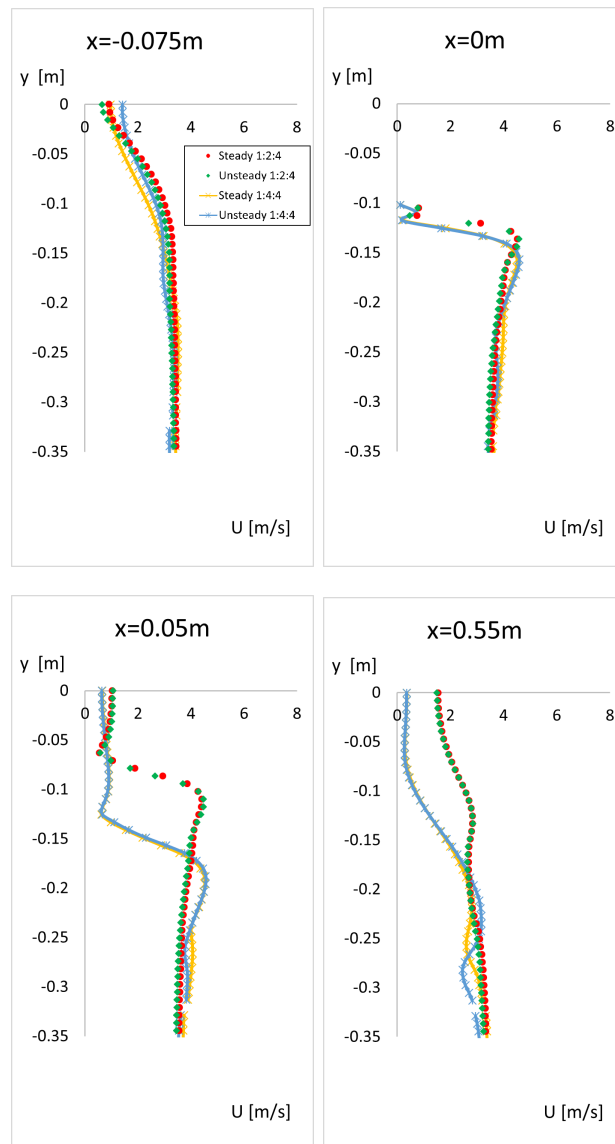 x=-0.075m
y [m]
0
0 2 4 6 8
-0.05
-0.1
-0.15
-0.2
-0.25
-0.3
-0.35
Steady 1:2:4
Unsteady 1:2:4
Steady 1:4:4
Unsteady 1:4:4
U [m/s]
x=0m
y [m]
0
0 2 4 6 8
-0.05
-0.1
-0.15
-0.2
-0.25
-0.3
-0.35
U [m/s]
x=0.05m
y [m]
0
0 2 4 6 8
-0.05
-0.1
-0.15
-0.2
-0.25
-0.3
-0.35
U [m/s]
x=0.55m
y [m]
0
0 2 4 6 8
-0.05
-0.1
-0.15
-0.2
-0.25
-0.3
-0.35
U [m/s]